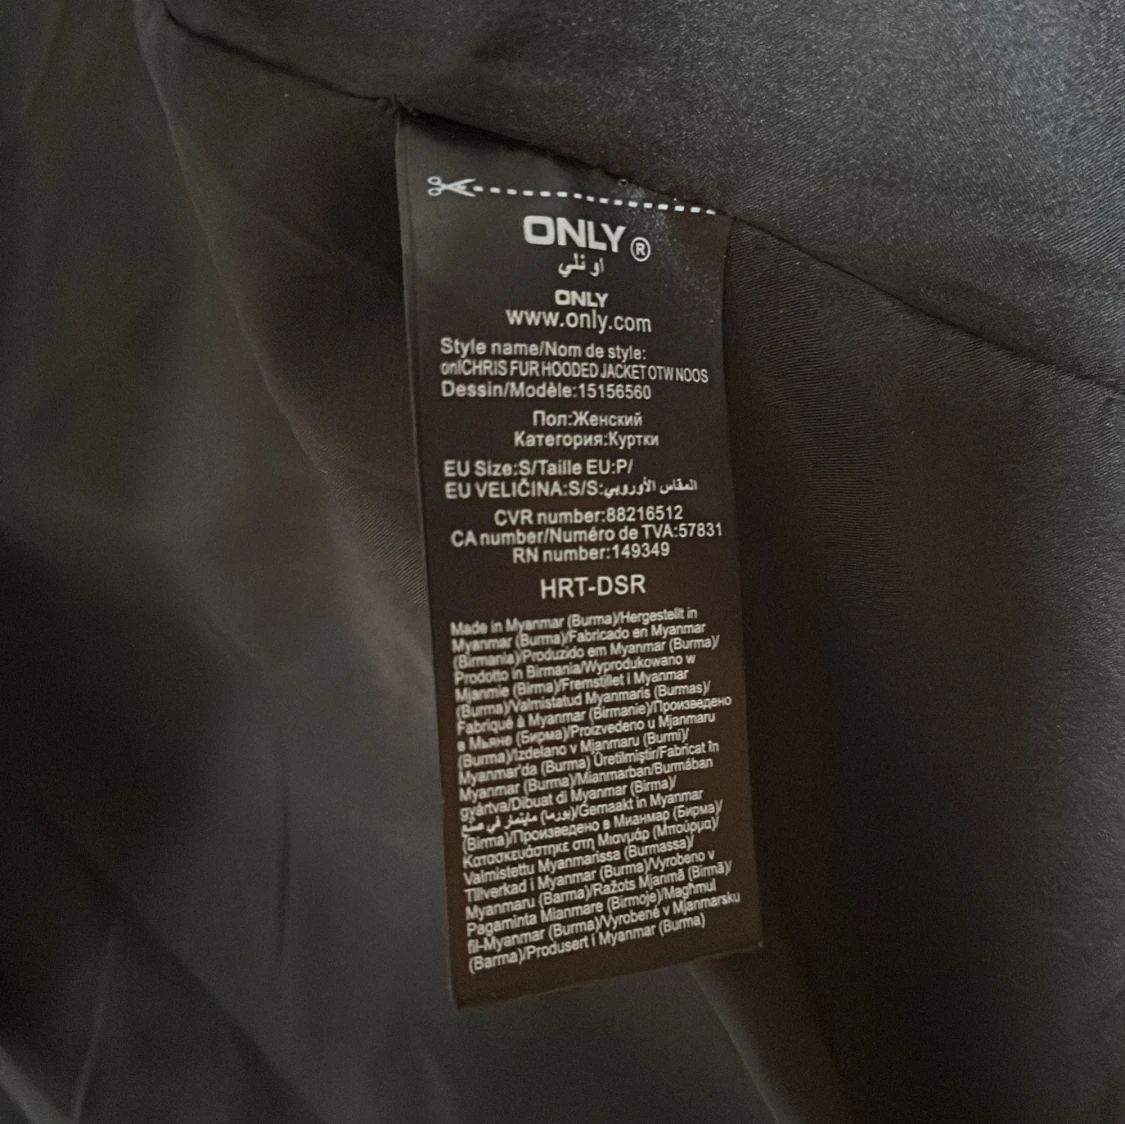 ONLY®
او نلي
ONLY
www.only.com
Style name/Nom de style:
onlCHRIS FUR HOODED JACKET OTW NOOS
Dessin/Modèle:15156560
Пол:Женский
Категория:Куртки
EU Size:S/Taille EU:P/
EU VELIČINA:S/S:المقاس الأوروبي
CVR number:88216512
CA number/Numéro de TVA:57831
RN number:149349
HRT-DSR
Made in Myanmar (Burma)/Hergestellt in
Myanmar (Burma)/Fabricado en Myanmar
(Birmania)/Produzido em Myanmar (Burma)/
Prodotto in Birmania/Wyprodukowano w
Mjanmie (Birma)/Fremstillet i Myanmar
(Burma)/Valmistatud Myanmaris (Burmas)/
Fabriqué à Myanmar (Birmanie)/Произведено
в Мьяне (Бирма)/Proizvedeno u Mjanmaru
(Burma)/Izdelano v Mjanmaru (Burmi)/
Myanmar'da (Burma) Üretilmiştir/Fabricat în
Myanmar (Burma)/Mianmarban/Burmában
gyártva/Dibuat di Myanmar (Birma)/
صنع في ماينمار (بورما)/Gemaakt in Myanmar
(Birma)/Произведено в Мианмар (Бирма)/
Κατασκευάστηκε στη Μιανμάρ (Μπούρμα)/
Valmistettu Myanmarissa (Burmassa)/
Tillverkad i Myanmar (Burma)/Vyrobeno v
Myanmaru (Barma)/Ražots Mjanmā (Birmā)/
Pagaminta Mianmare (Birmoje)/Magħmul
fil-Myanmar (Burma)/Vyrobené v Mjanmarsku
(Barma)/Produsert i Myanmar (Burma)